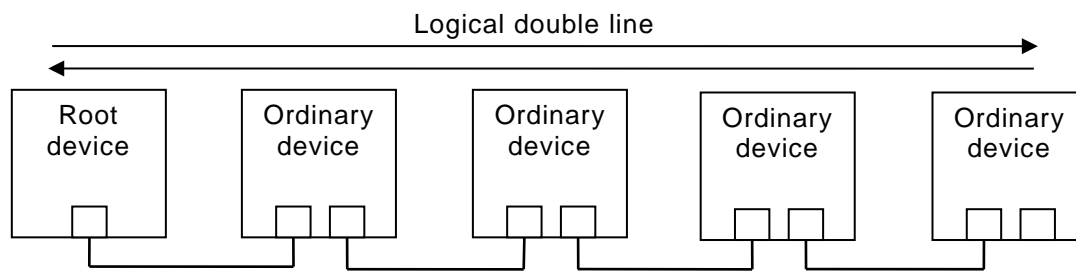 Logical double line
Root
device
Ordinary
device
Ordinary
device
Ordinary
device
Ordinary
device